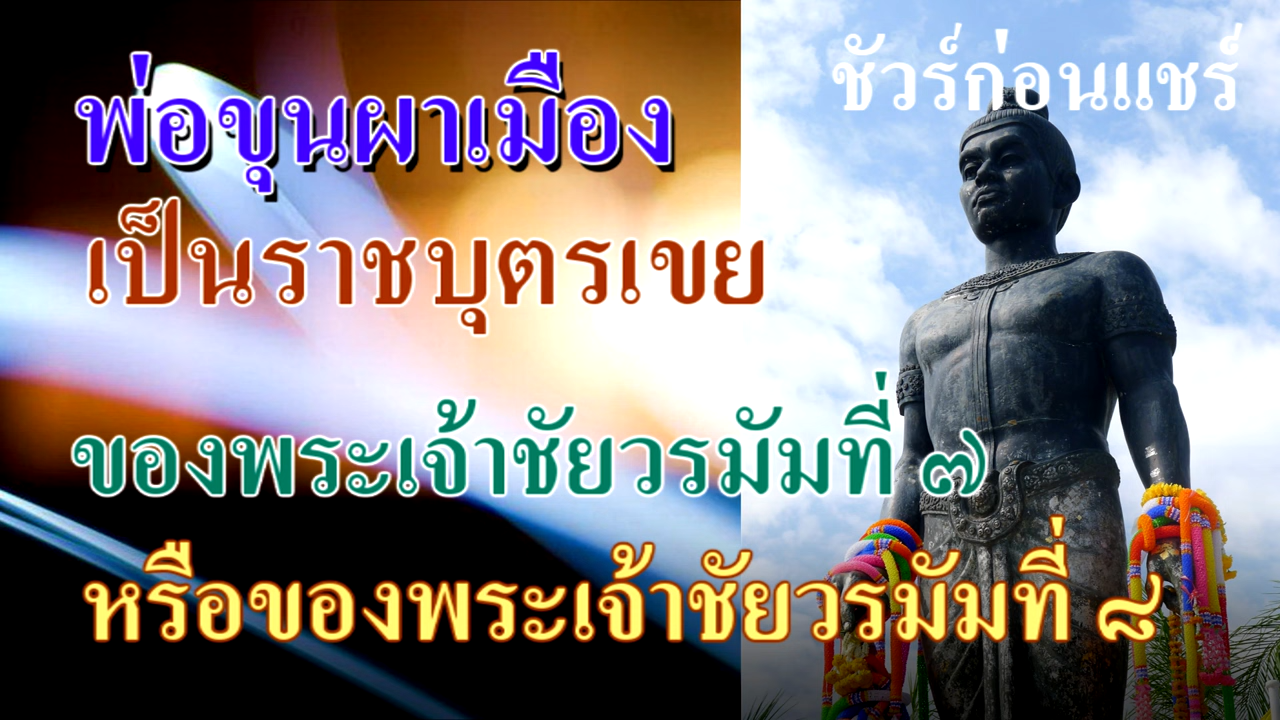 ชัวร์ก่อนแชร์
พ่อขุนผาเมือง
เป็นราชบุตรเขย
ของพระเจ้าชัยวรมัมที่ ๗
หรือของพระเจ้าชัยวรมัมที่ ๘